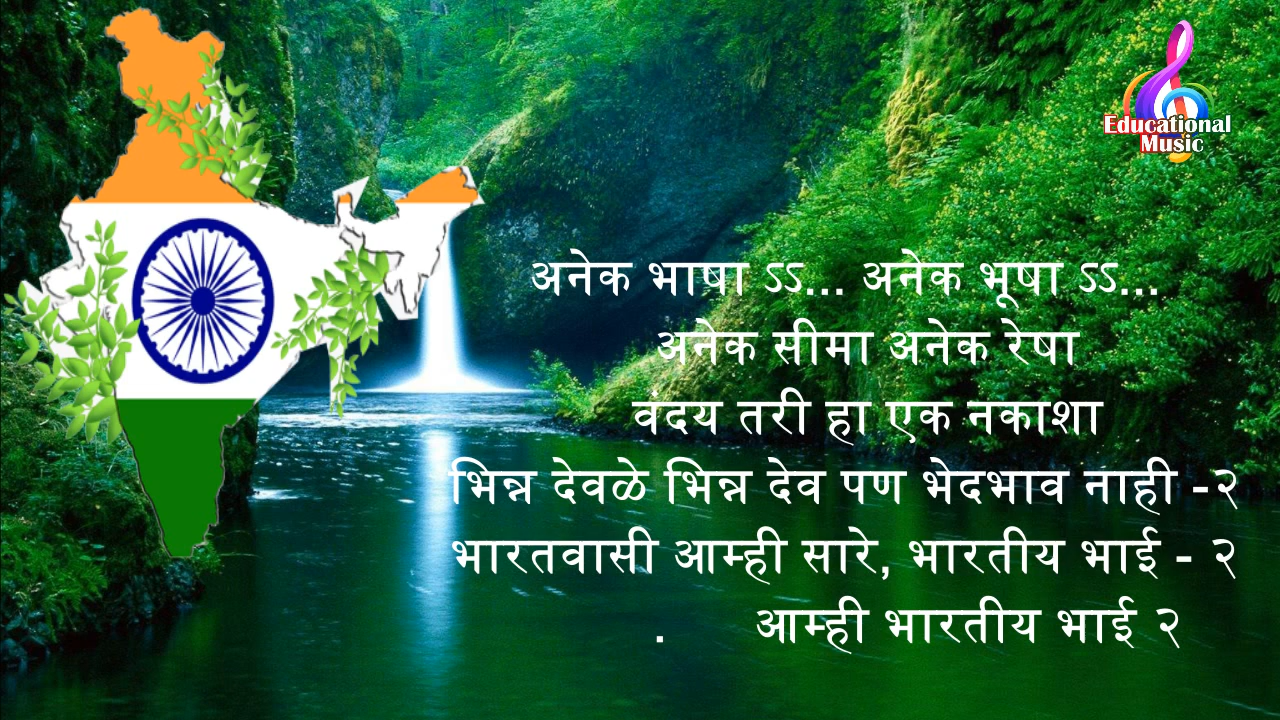 Educational
Music
अनेक भाषा ऽऽ... अनेक भूषा ऽऽ...
अनेक सीमा अनेक रेषा
वदय तरी हा एक नकाशा
भिन्न देवळे भिन्न देव पण भेदभाव नाही -२
भारतवासी आम्ही सारे, भारतीय भाई - २
. आम्ही भारतीय भाई २